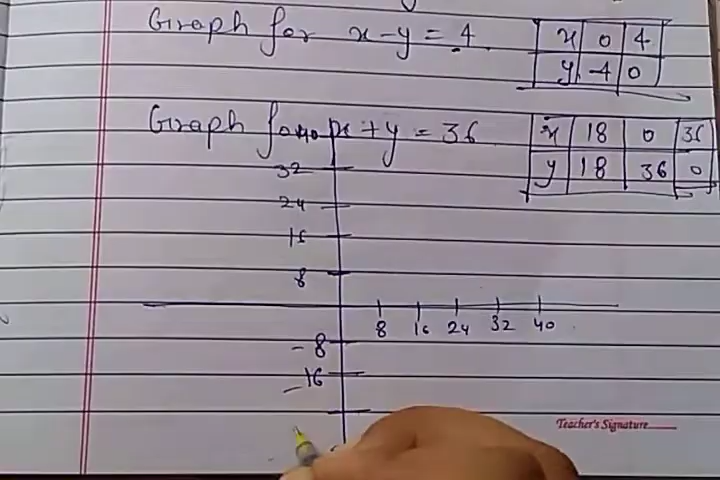 Graph for x-y = 4
x 0 4
y -4 0
Graph for x+y = 36
x 18 0 36
y 18 36 0
40
32
24
16
8
8 16 24 32 40
-8
-16
Teacher's Signature